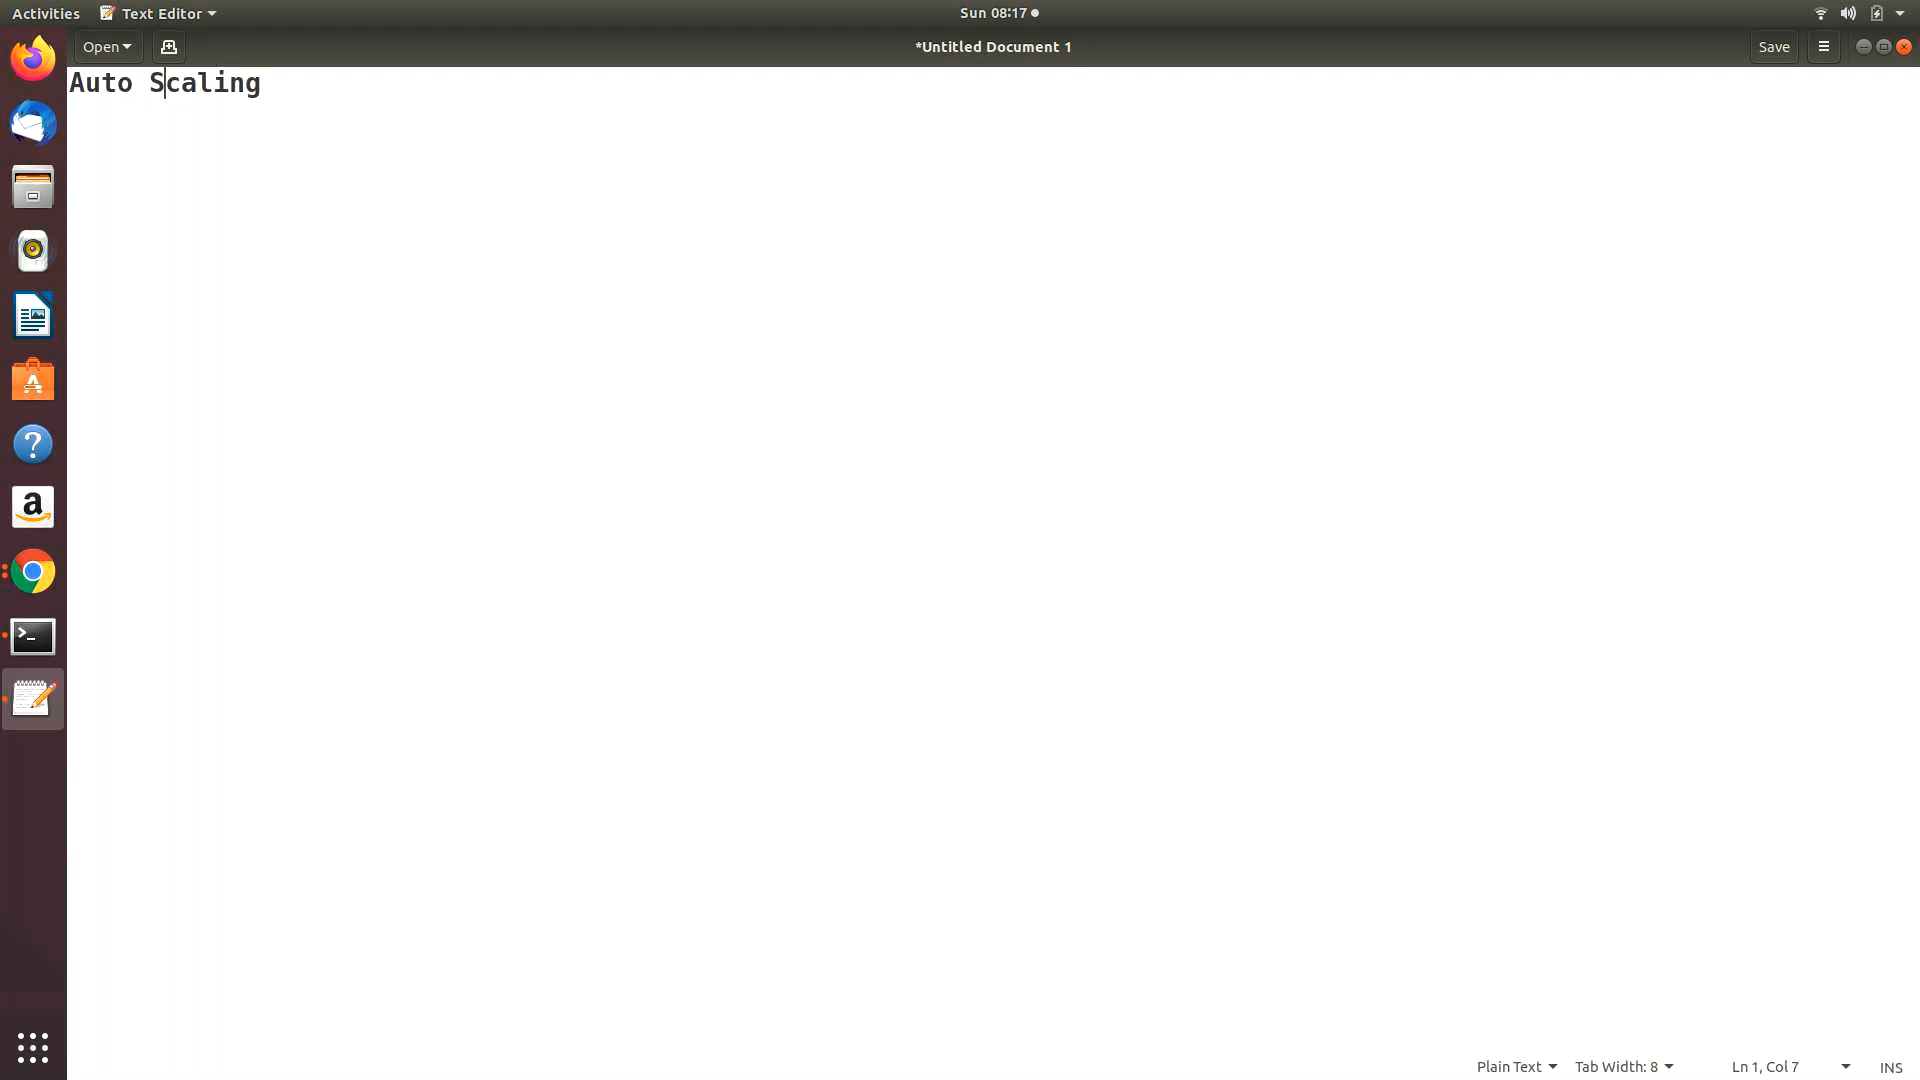 Activities Text Editor Sun 08:17
Open *Untitled Document 1 Save
Auto Scaling
Plain Text Tab Width: 8 Ln 1, Col 7 INS